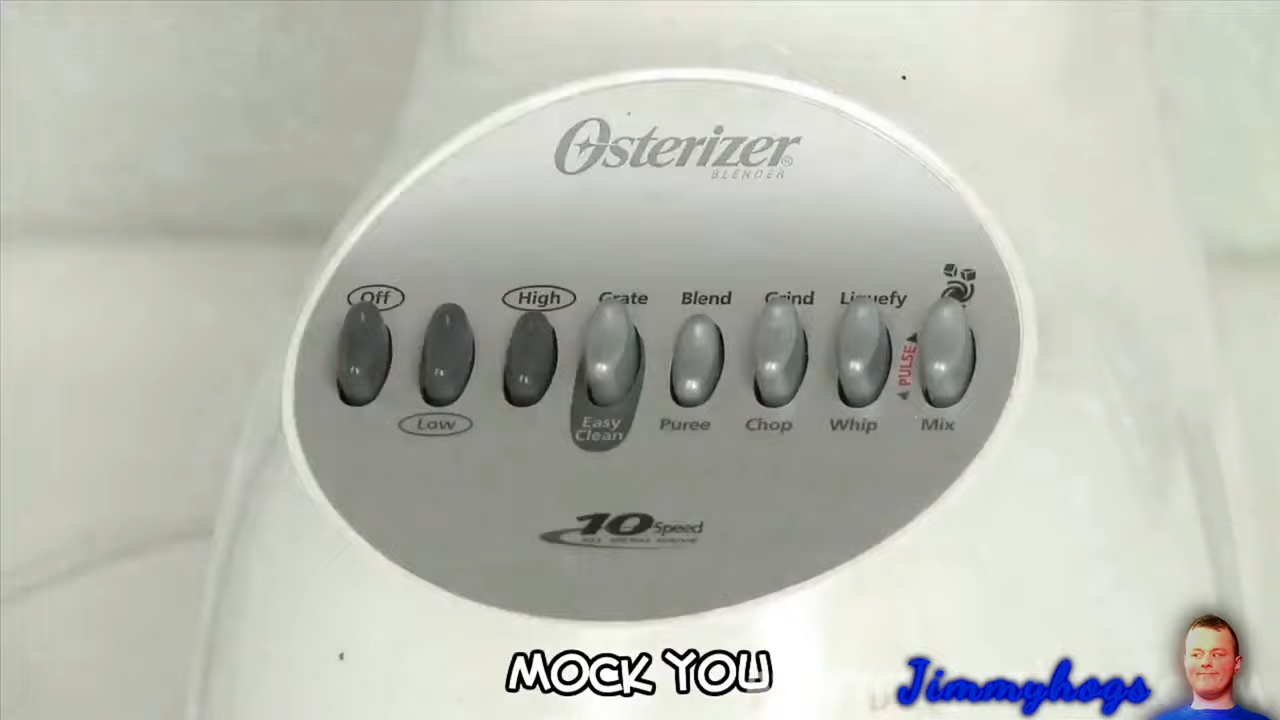 Osterizer®
BLENDER
Off High Grate Blend Grind Liquefy
PULSE
Low Easy Clean Puree Chop Whip Mix
10 Speed
MOCK YOU
Jimmyhogs